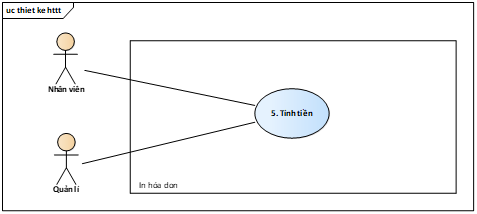 uc thiet ke httt
Nhân viên
5. Tính tiền
Quản lí
In hóa đơn